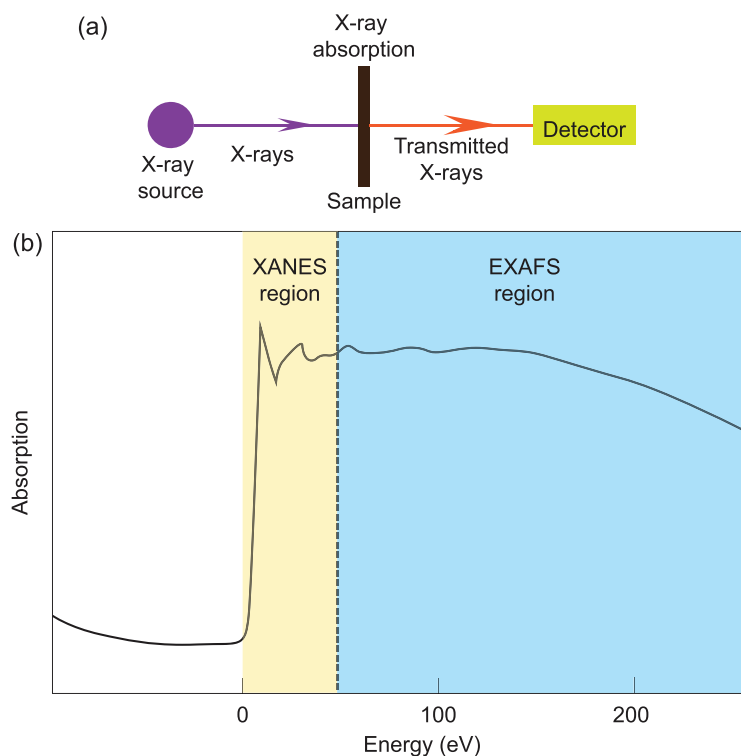 (a)
X-ray
absorption
X-rays
X-ray
source
Transmitted
X-rays
Detector
Sample
(b)
XANES
region
EXAFS
region
Absorption
0
100
200
Energy (eV)